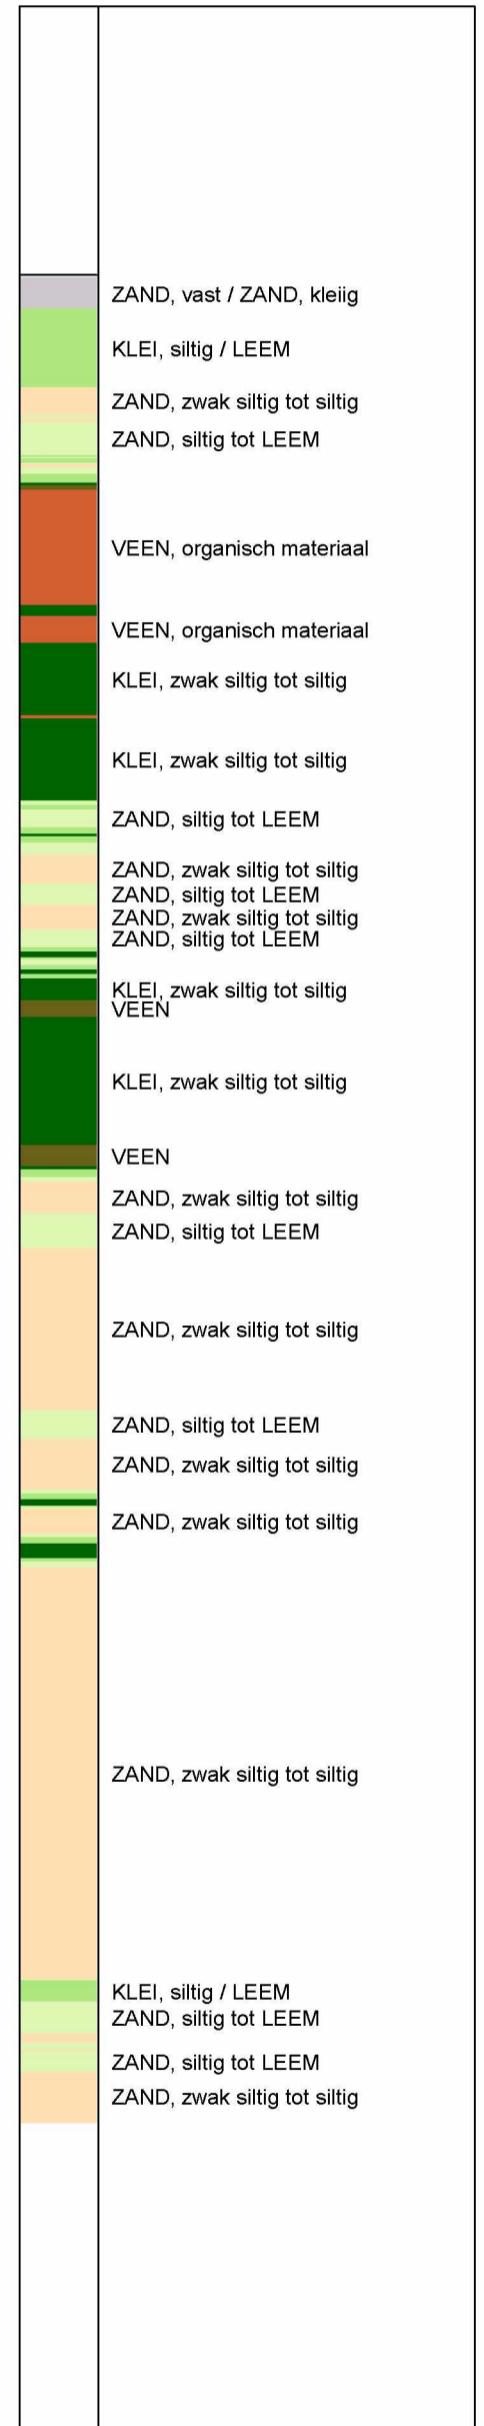 ZAND, vast / ZAND, kleiig
KLEI, siltig / LEEM
ZAND, zwak siltig tot siltig
ZAND, siltig tot LEEM
VEEN, organisch materiaal
VEEN, organisch materiaal
KLEI, zwak siltig tot siltig
KLEI, zwak siltig tot siltig
ZAND, siltig tot LEEM
ZAND, zwak siltig tot siltig
ZAND, siltig tot LEEM
ZAND, zwak siltig tot siltig
ZAND, siltig tot LEEM
KLEI, zwak siltig tot siltig
VEEN
KLEI, zwak siltig tot siltig
VEEN
ZAND, zwak siltig tot siltig
ZAND, siltig tot LEEM
ZAND, zwak siltig tot siltig
ZAND, siltig tot LEEM
ZAND, zwak siltig tot siltig
ZAND, zwak siltig tot siltig
ZAND, zwak siltig tot siltig
KLEI, siltig / LEEM
ZAND, siltig tot LEEM
ZAND, siltig tot LEEM
ZAND, zwak siltig tot siltig